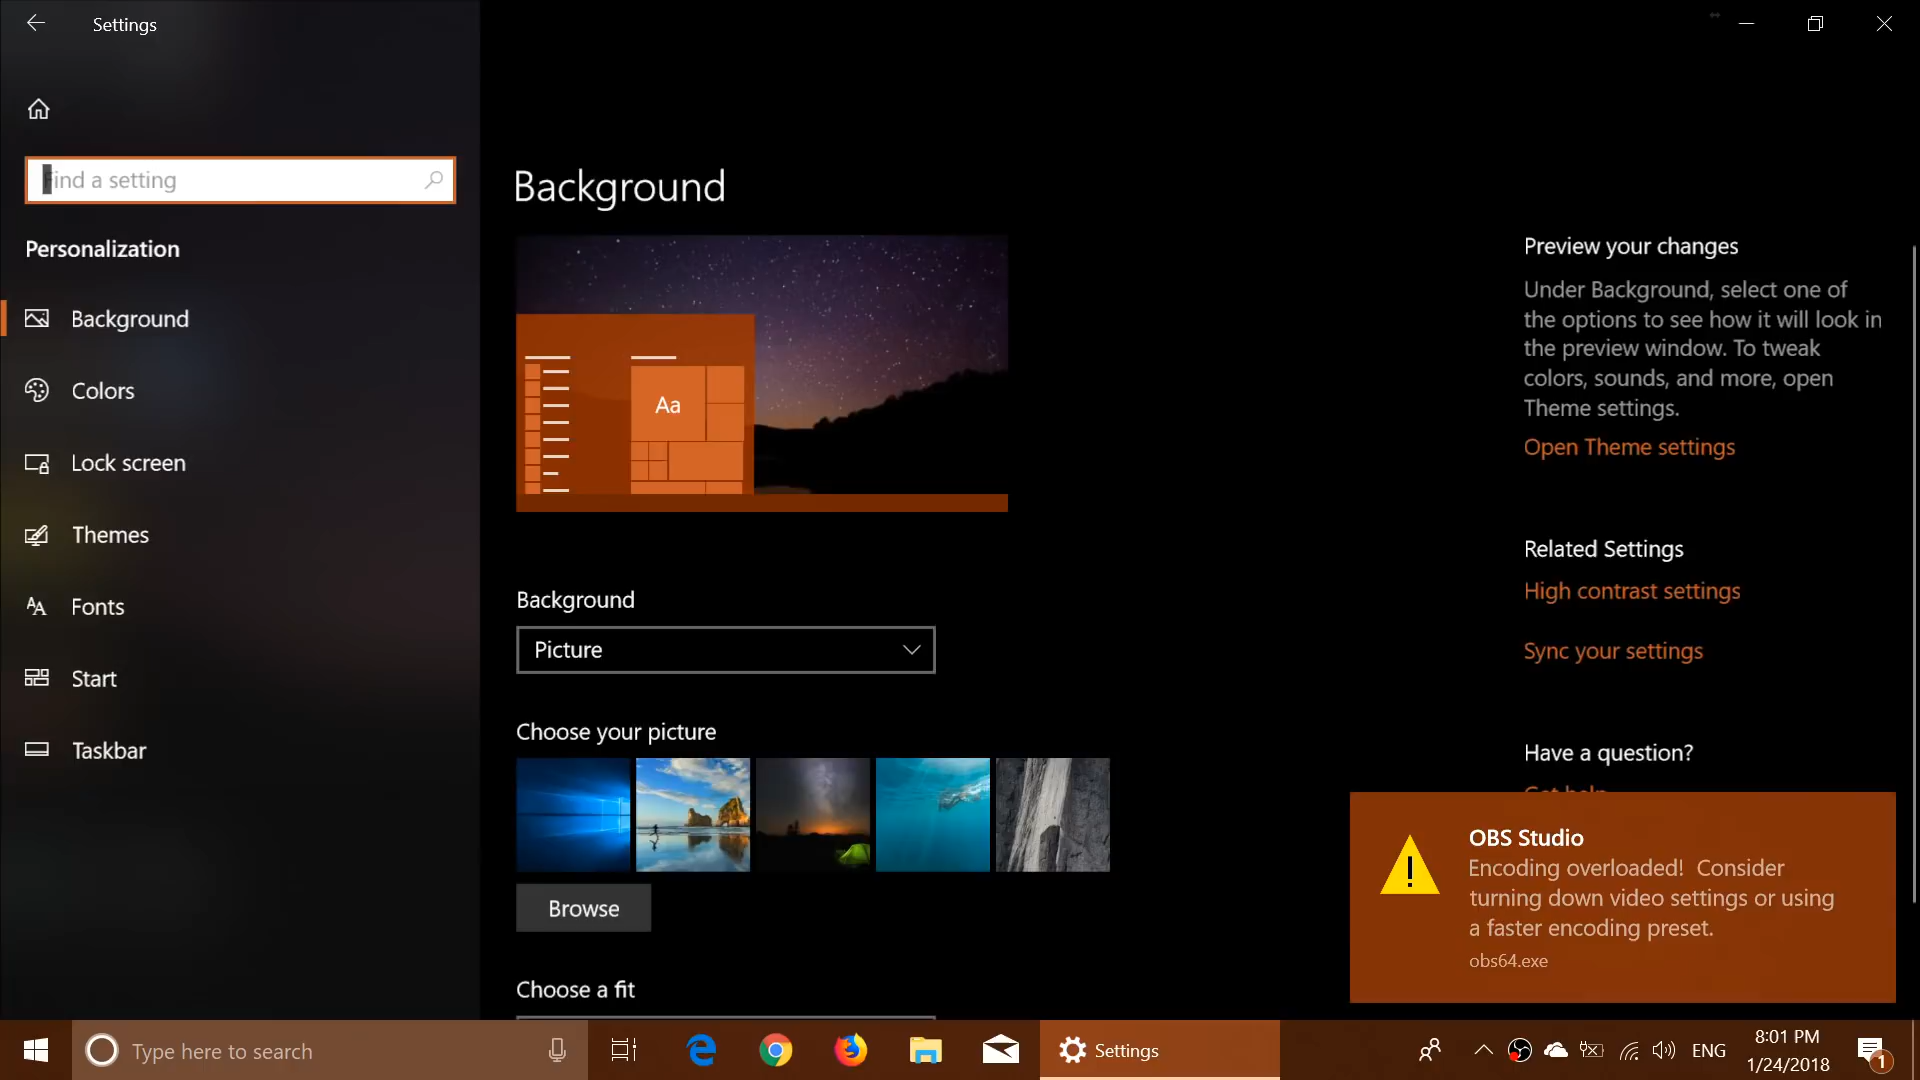 Settings
Find a setting
Personalization
Background
Colors
Lock screen
Themes
Fonts
Start
Taskbar
Background
Aa
Background
Picture
Choose your picture
Browse
Choose a fit
Preview your changes
Under Background, select one of
the options to see how it will look in
the preview window. To tweak
colors, sounds, and more, open
Theme settings.
Open Theme settings
Related Settings
High contrast settings
Sync your settings
Have a question?
Get help
OBS Studio
Encoding overloaded!  Consider
turning down video settings or using
a faster encoding preset.
obs64.exe
Type here to search
Settings
ENG
8:01 PM
1/24/2018
1